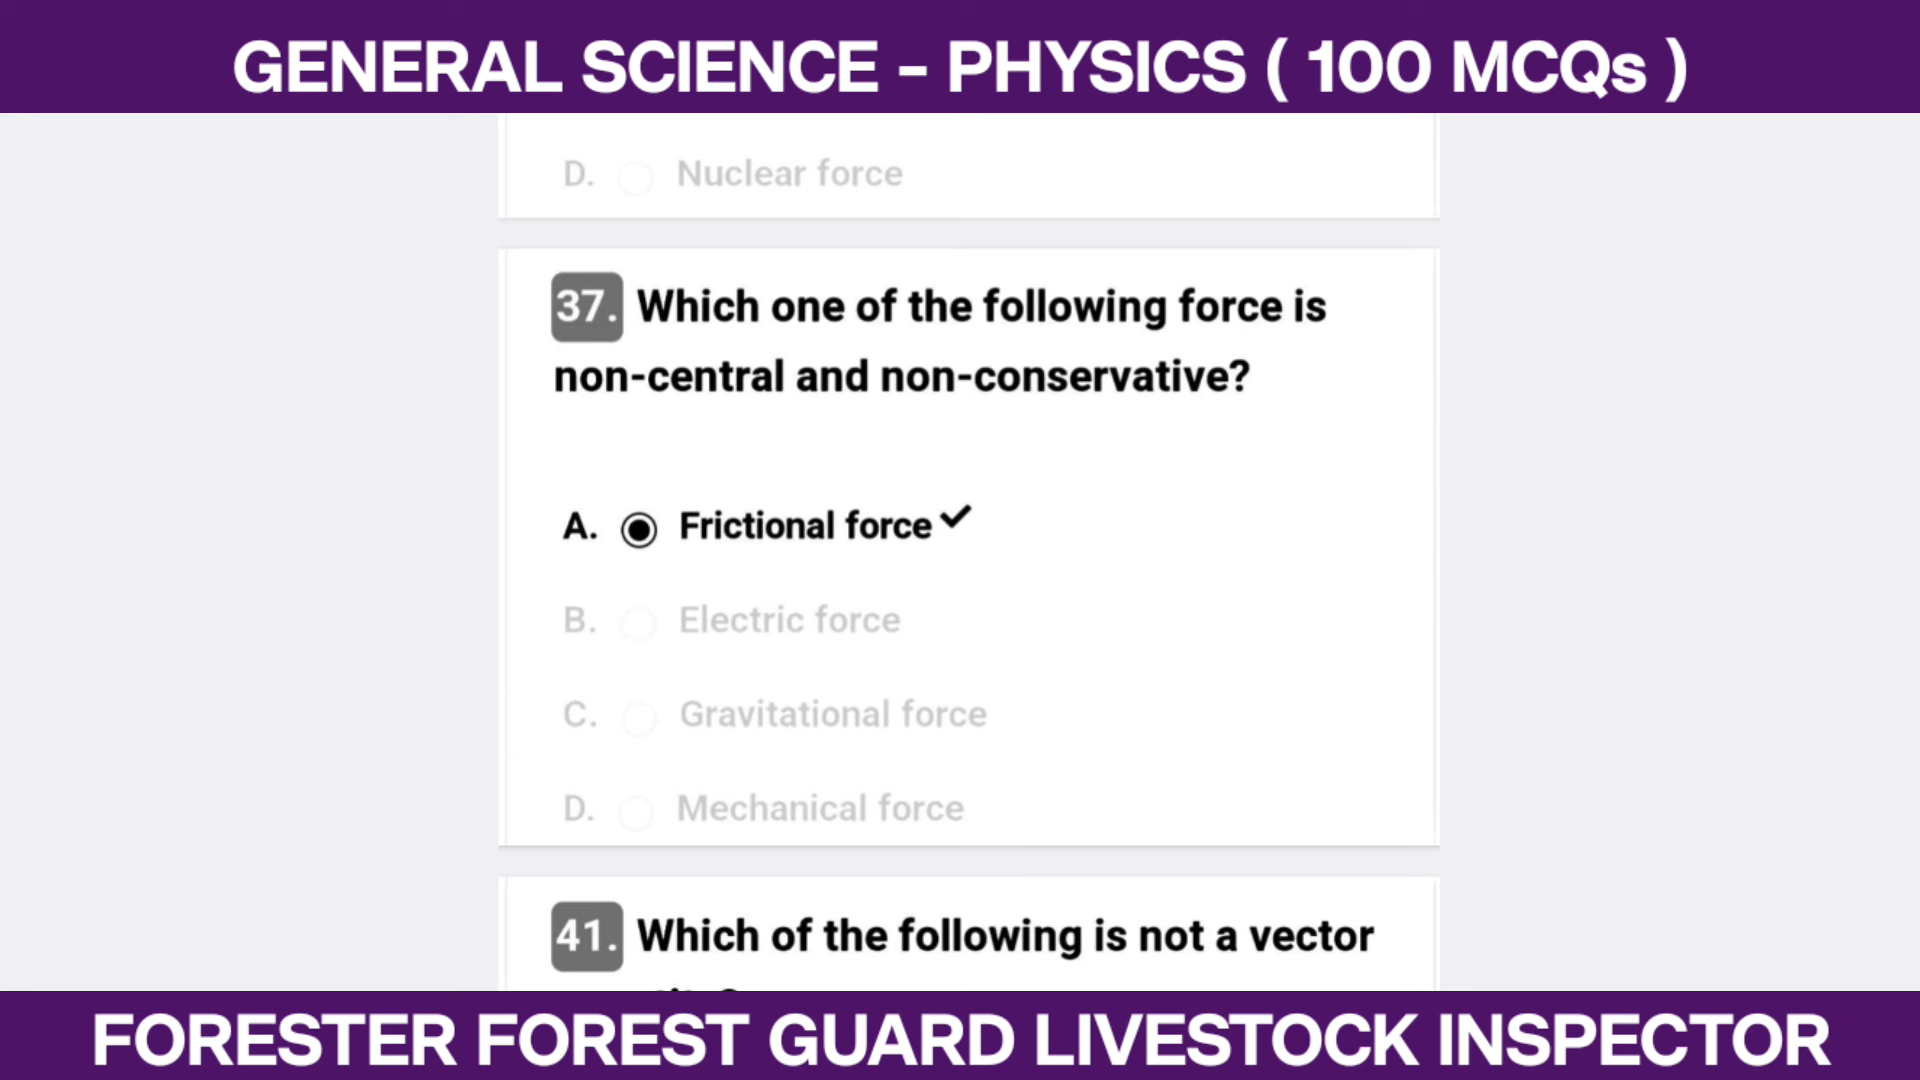 GENERAL SCIENCE - PHYSICS ( 100 MCQs )
D. Nuclear force
37. Which one of the following force is
non-central and non-conservative?
A. Frictional force ✓
B. Electric force
C. Gravitational force
D. Mechanical force
41. Which of the following is not a vector
FORESTER FOREST GUARD LIVESTOCK INSPECTOR